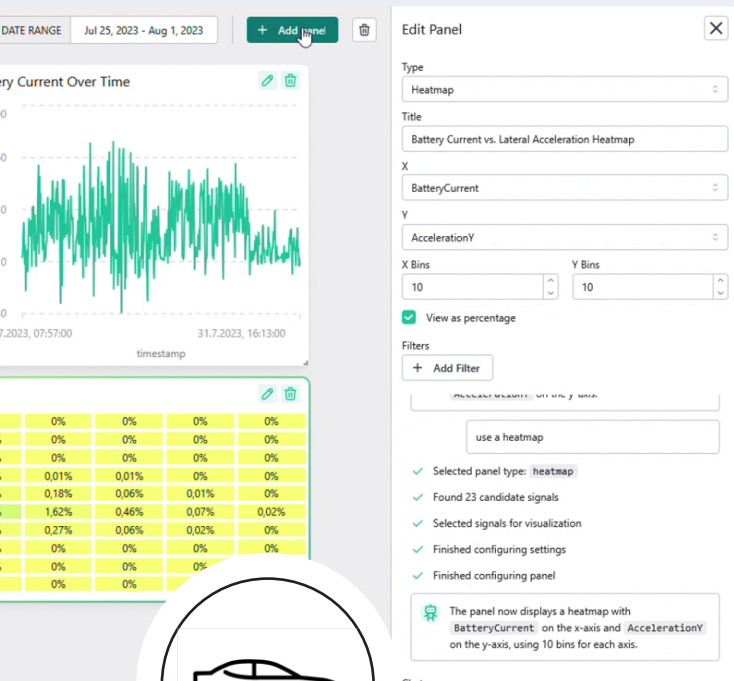 DATE RANGE Jul 25, 2023 - Aug 1, 2023 + Add
Current Over Time
7.2023, 07:57:00 31.7.2023, 16:13:00
timestamp
0% 0% 0% 0%
0% 0% 0% 0%
0% 0% 0% 0%
0,01% 0,01% 0% 0%
0,18% 0,06% 0,01% 0%
1,62% 0,46% 0,07% 0,02%
0,27% 0,06% 0,02% 0%
0% 0% 0% 0%
0% 0% 0%
0% 0%
Edit Panel
Type
Heatmap
Title
Battery Current vs. Lateral Acceleration Heatmap
X
BatteryCurrent
Y
AccelerationY
X Bins Y Bins
10 10
View as percentage
Filters
+ Add Filter
AccelerationY on the y-axis.
use a heatmap
Selected panel type: heatmap
Found 23 candidate signals
Selected signals for visualization
Finished configuring settings
Finished configuring panel
The panel now displays a heatmap with
BatteryCurrent on the x-axis and AccelerationY
on the y-axis, using 10 bins for each axis.